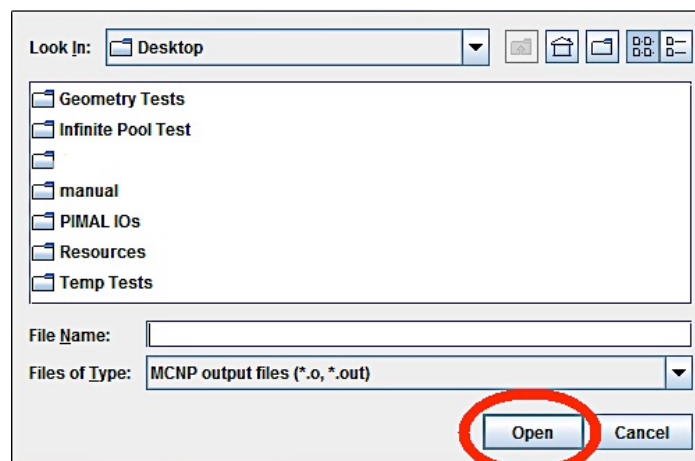 Look In: Desktop
Geometry Tests
Infinite Pool Test
manual
PIMAL IOs
Resources
Temp Tests
File Name:
Files of Type: MCNP output files (*.o, *.out)
Open Cancel